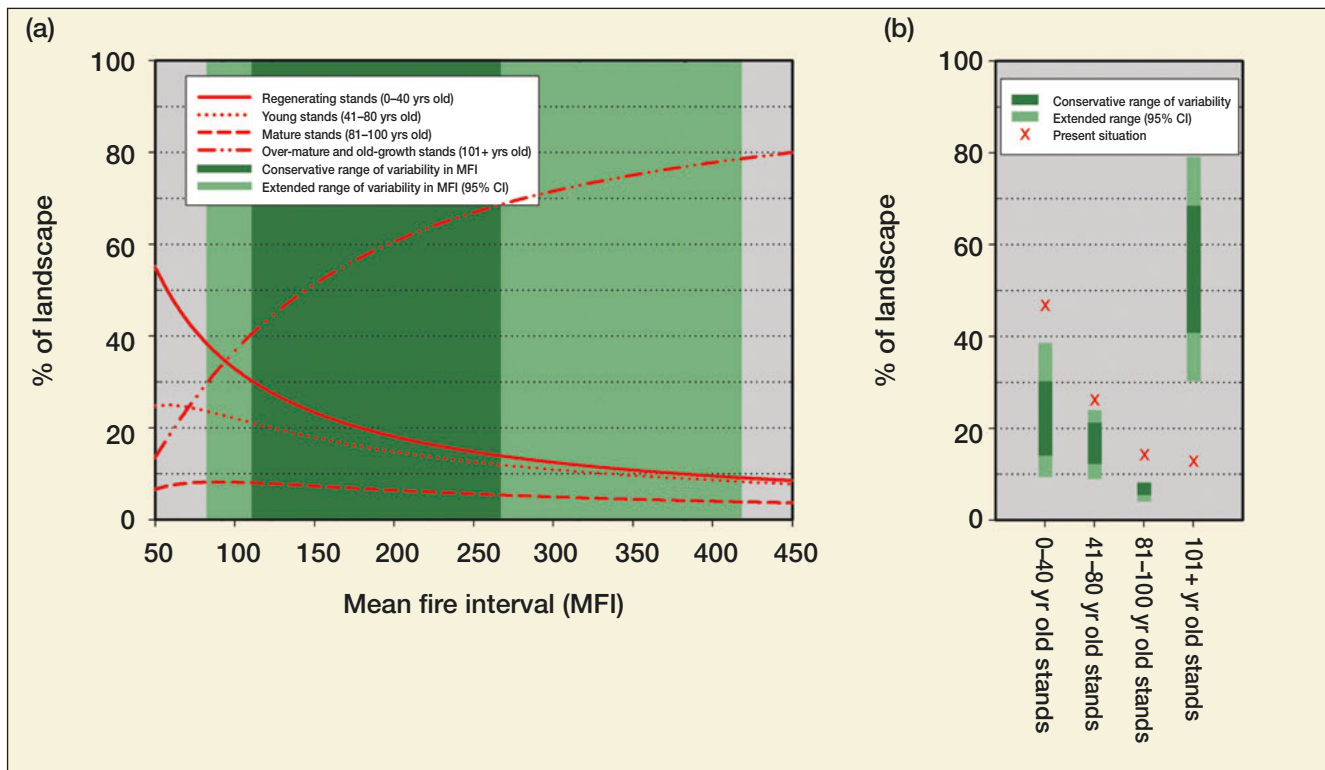 (a)
100
80
60
40
20
0
% of landscape
Regenerating stands (0–40 yrs old)
Young stands (41–80 yrs old)
Mature stands (81–100 yrs old)
Over-mature and old-growth stands (101+ yrs old)
Conservative range of variability in MFI
Extended range of variability in MFI (95% CI)
50 100 150 200 250 300 350 400 450
Mean fire interval (MFI)
(b)
100
80
60
40
20
0
% of landscape
Conservative range of variability
Extended range (95% CI)
x Present situation
0–40 yr old stands
41–80 yr old stands
81–100 yr old stands
101+ yr old stands